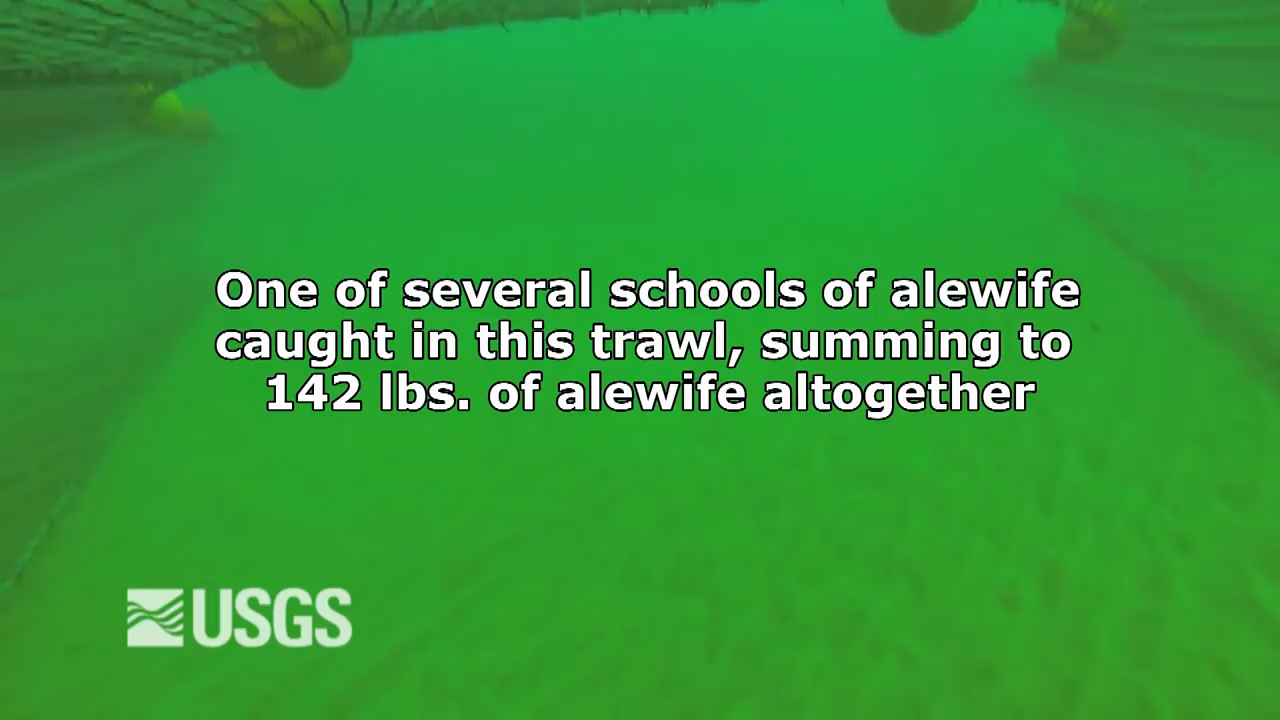 One of several schools of alewife
caught in this trawl, summing to
142 lbs. of alewife altogether
USGS